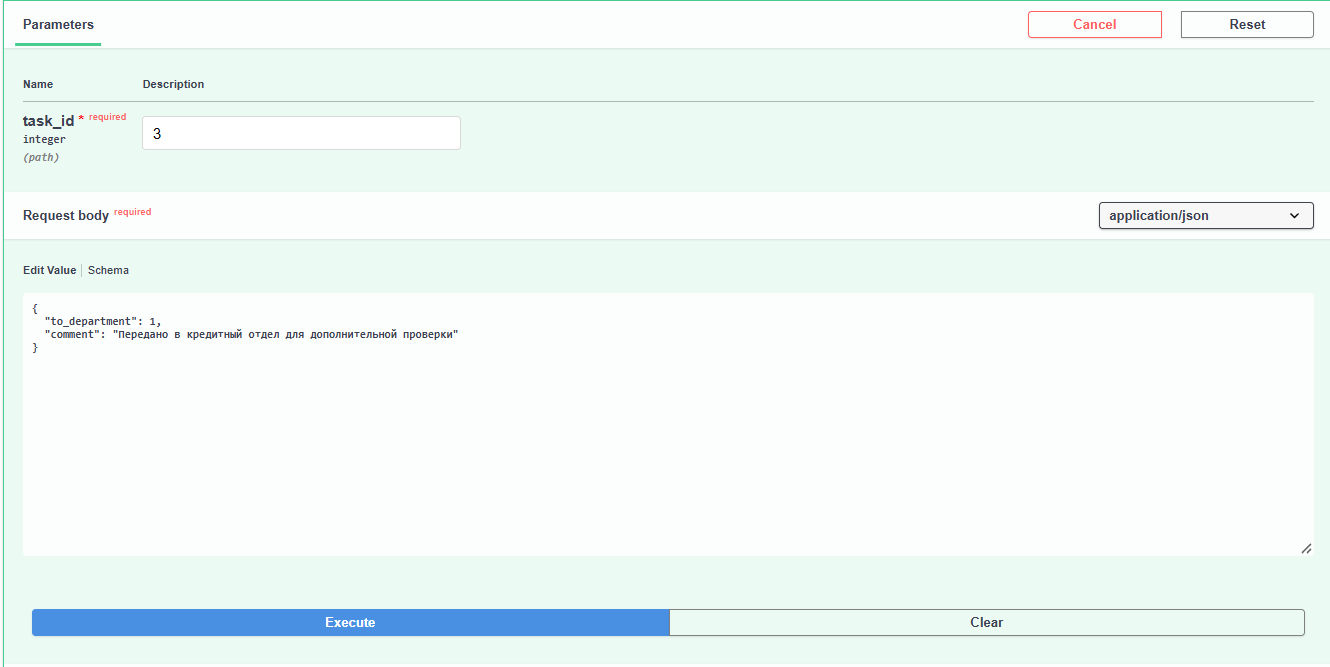 Parameters
Cancel
Reset
Name
Description
task_id * required
integer
(path)
3
Request body required
application/json
Edit Value | Schema
{
  "to_department": 1,
  "comment": "Передано в кредитный отдел для дополнительной проверки"
}
Execute
Clear